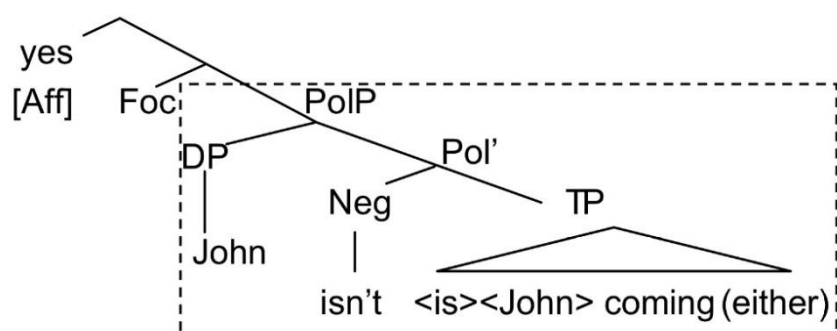 yes
[Aff] Foc PolP
DP Pol’
Neg TP
John
isn’t <is><John> coming (either)